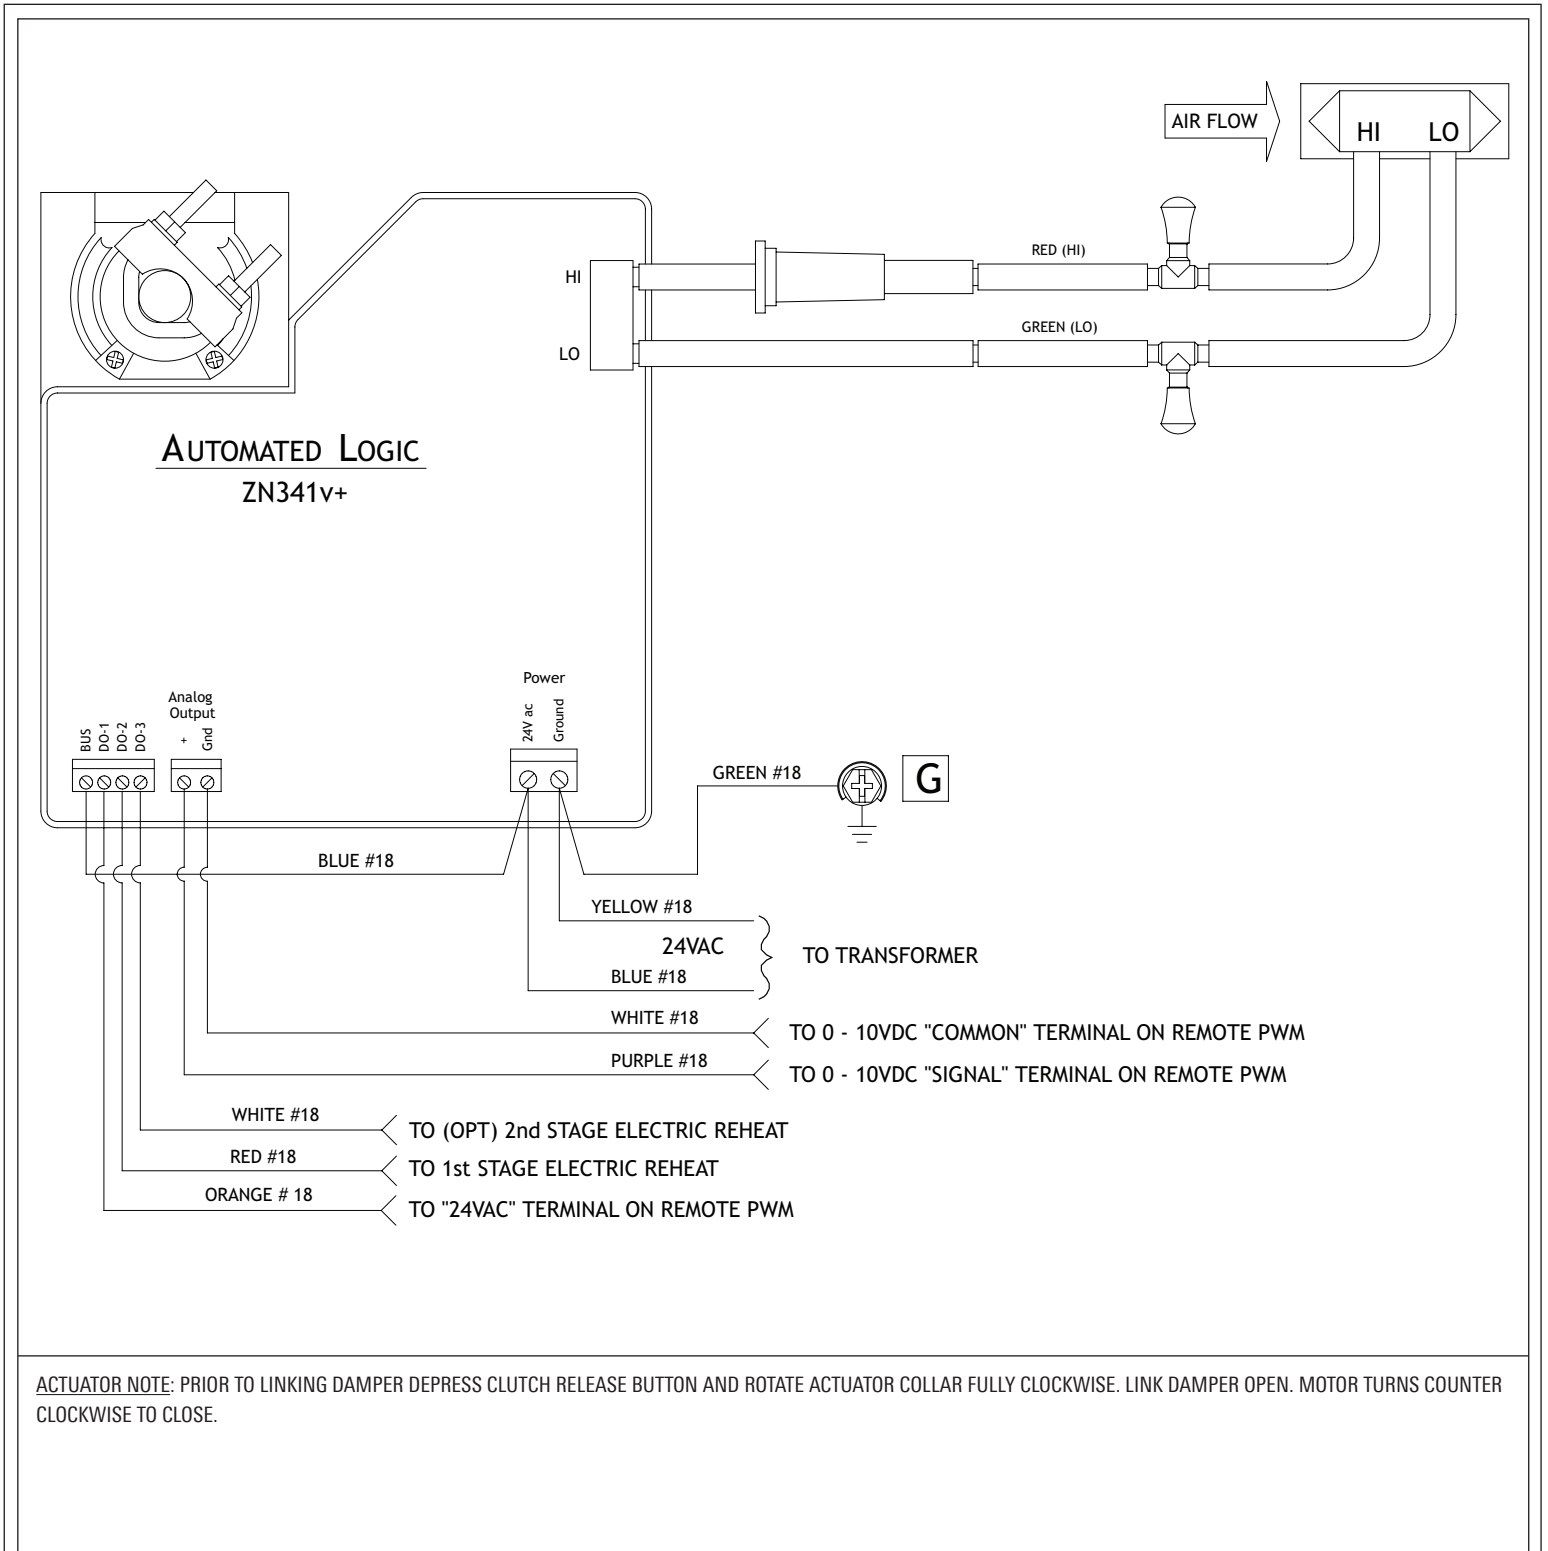 AIR FLOW
HI LO
RED (HI)
HI
GREEN (LO)
LO
AUTOMATED LOGIC
ZN341v+
Power
24V ac
Ground
Analog
Output
+
Gnd
BUS
DO-1
DO-2
DO-3
GREEN #18
G
BLUE #18
YELLOW #18
24VAC
TO TRANSFORMER
BLUE #18
WHITE #18
TO 0 - 10VDC "COMMON" TERMINAL ON REMOTE PWM
PURPLE #18
TO 0 - 10VDC "SIGNAL" TERMINAL ON REMOTE PWM
WHITE #18
TO (OPT) 2nd STAGE ELECTRIC REHEAT
RED #18
TO 1st STAGE ELECTRIC REHEAT
ORANGE # 18
TO "24VAC" TERMINAL ON REMOTE PWM
ACTUATOR NOTE: PRIOR TO LINKING DAMPER DEPRESS CLUTCH RELEASE BUTTON AND ROTATE ACTUATOR COLLAR FULLY CLOCKWISE. LINK DAMPER OPEN. MOTOR TURNS COUNTER
CLOCKWISE TO CLOSE.